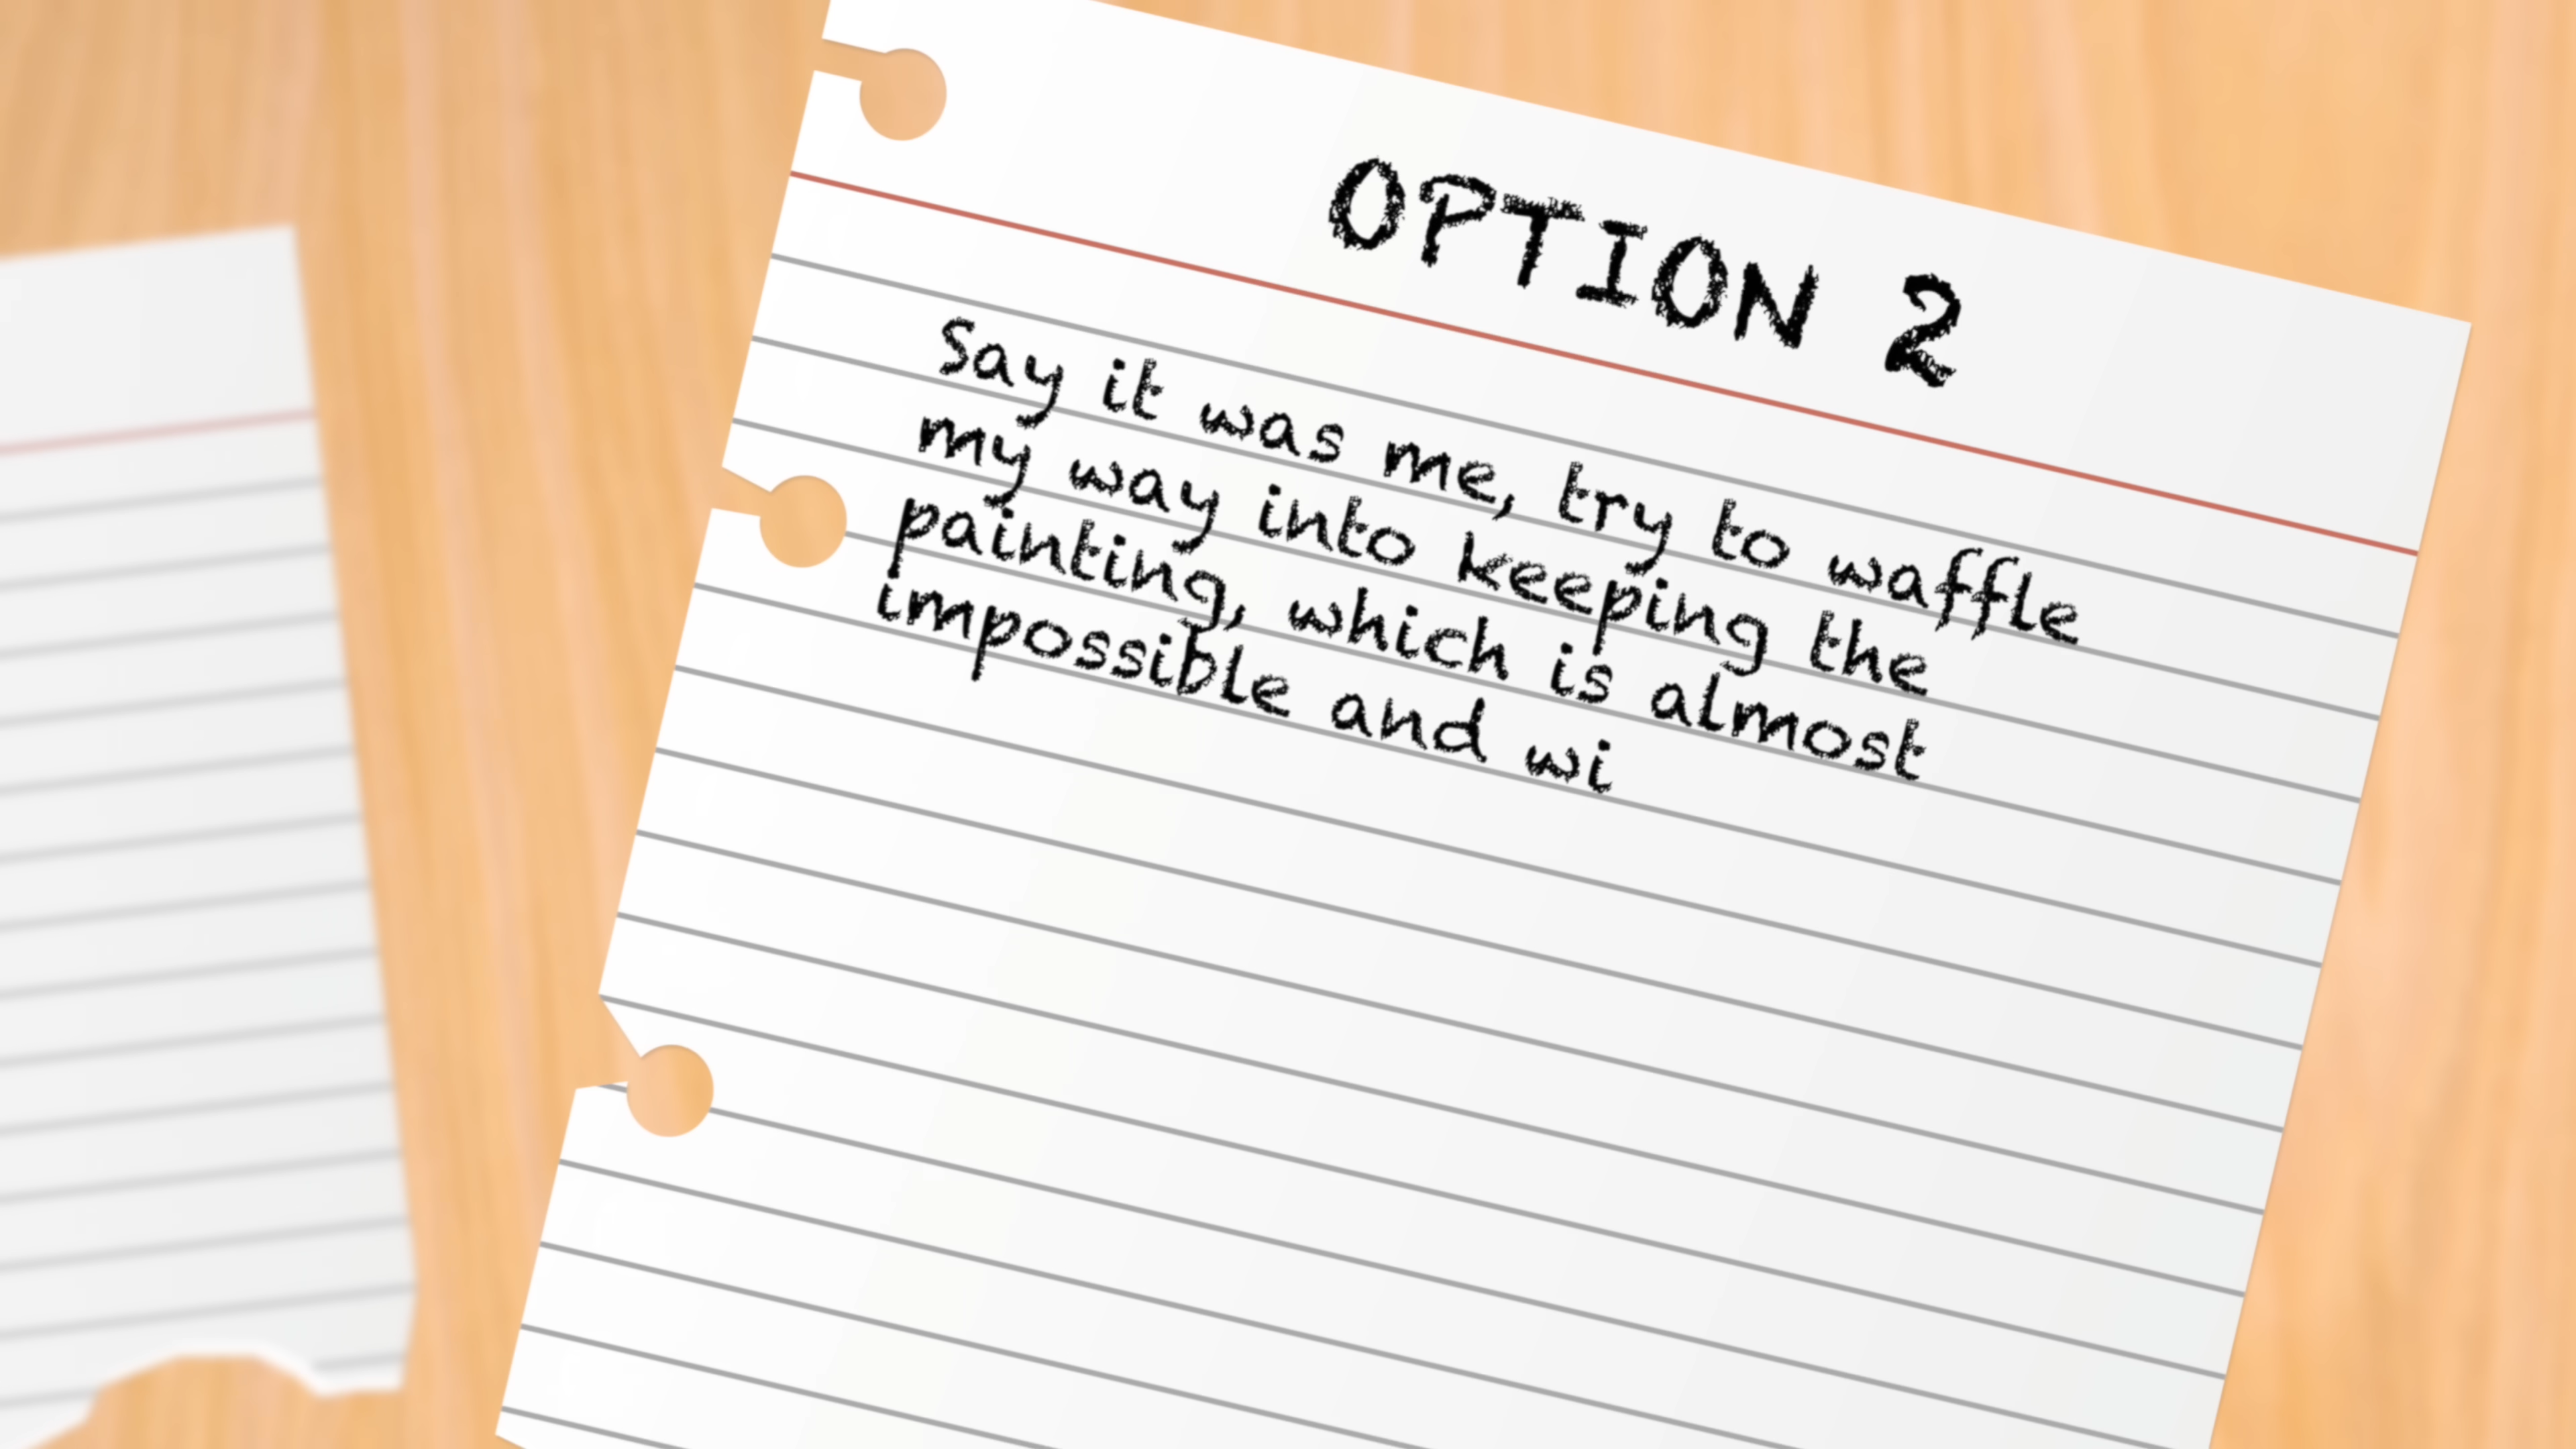 OPTION 2
Say it was me, try to waffle
my way into keeping the
painting, which is almost
impossible and wi